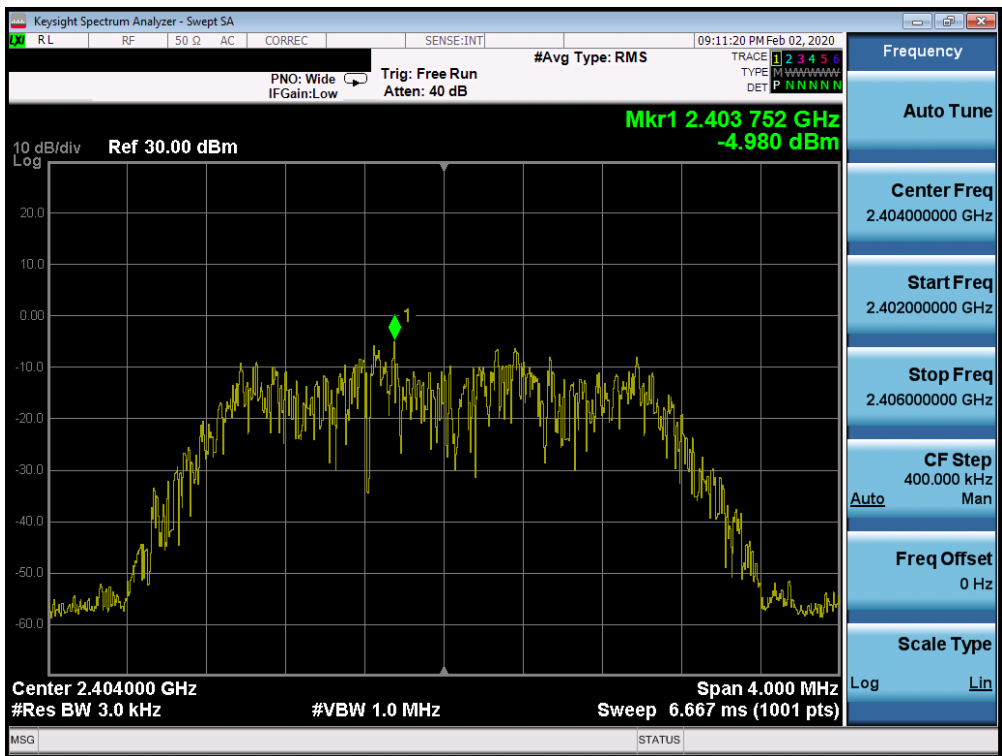 Keysight Spectrum Analyzer - Swept SA
LXI RL RF 50 Ω AC CORREC SENSE:INT 09:11:20 PM Feb 02, 2020
#Avg Type: RMS
TRACE 1 2 3 4 5 6
PNO: Wide Trig: Free Run
TYPE M WWWWW
IFGain:Low Atten: 40 dB
DET P N N N N N
Mkr1 2.403 752 GHz
-4.980 dBm
10 dB/div Ref 30.00 dBm
Log
20.0
10.0
0.00
1
-10.0
-20.0
-30.0
-40.0
-50.0
-60.0
Center 2.404000 GHz Span 4.000 MHz
#Res BW 3.0 kHz #VBW 1.0 MHz Sweep 6.667 ms (1001 pts)
MSG STATUS
Frequency
Auto Tune
Center Freq
2.404000000 GHz
Start Freq
2.402000000 GHz
Stop Freq
2.406000000 GHz
CF Step
400.000 kHz
Auto Man
Freq Offset
0 Hz
Scale Type
Log Lin